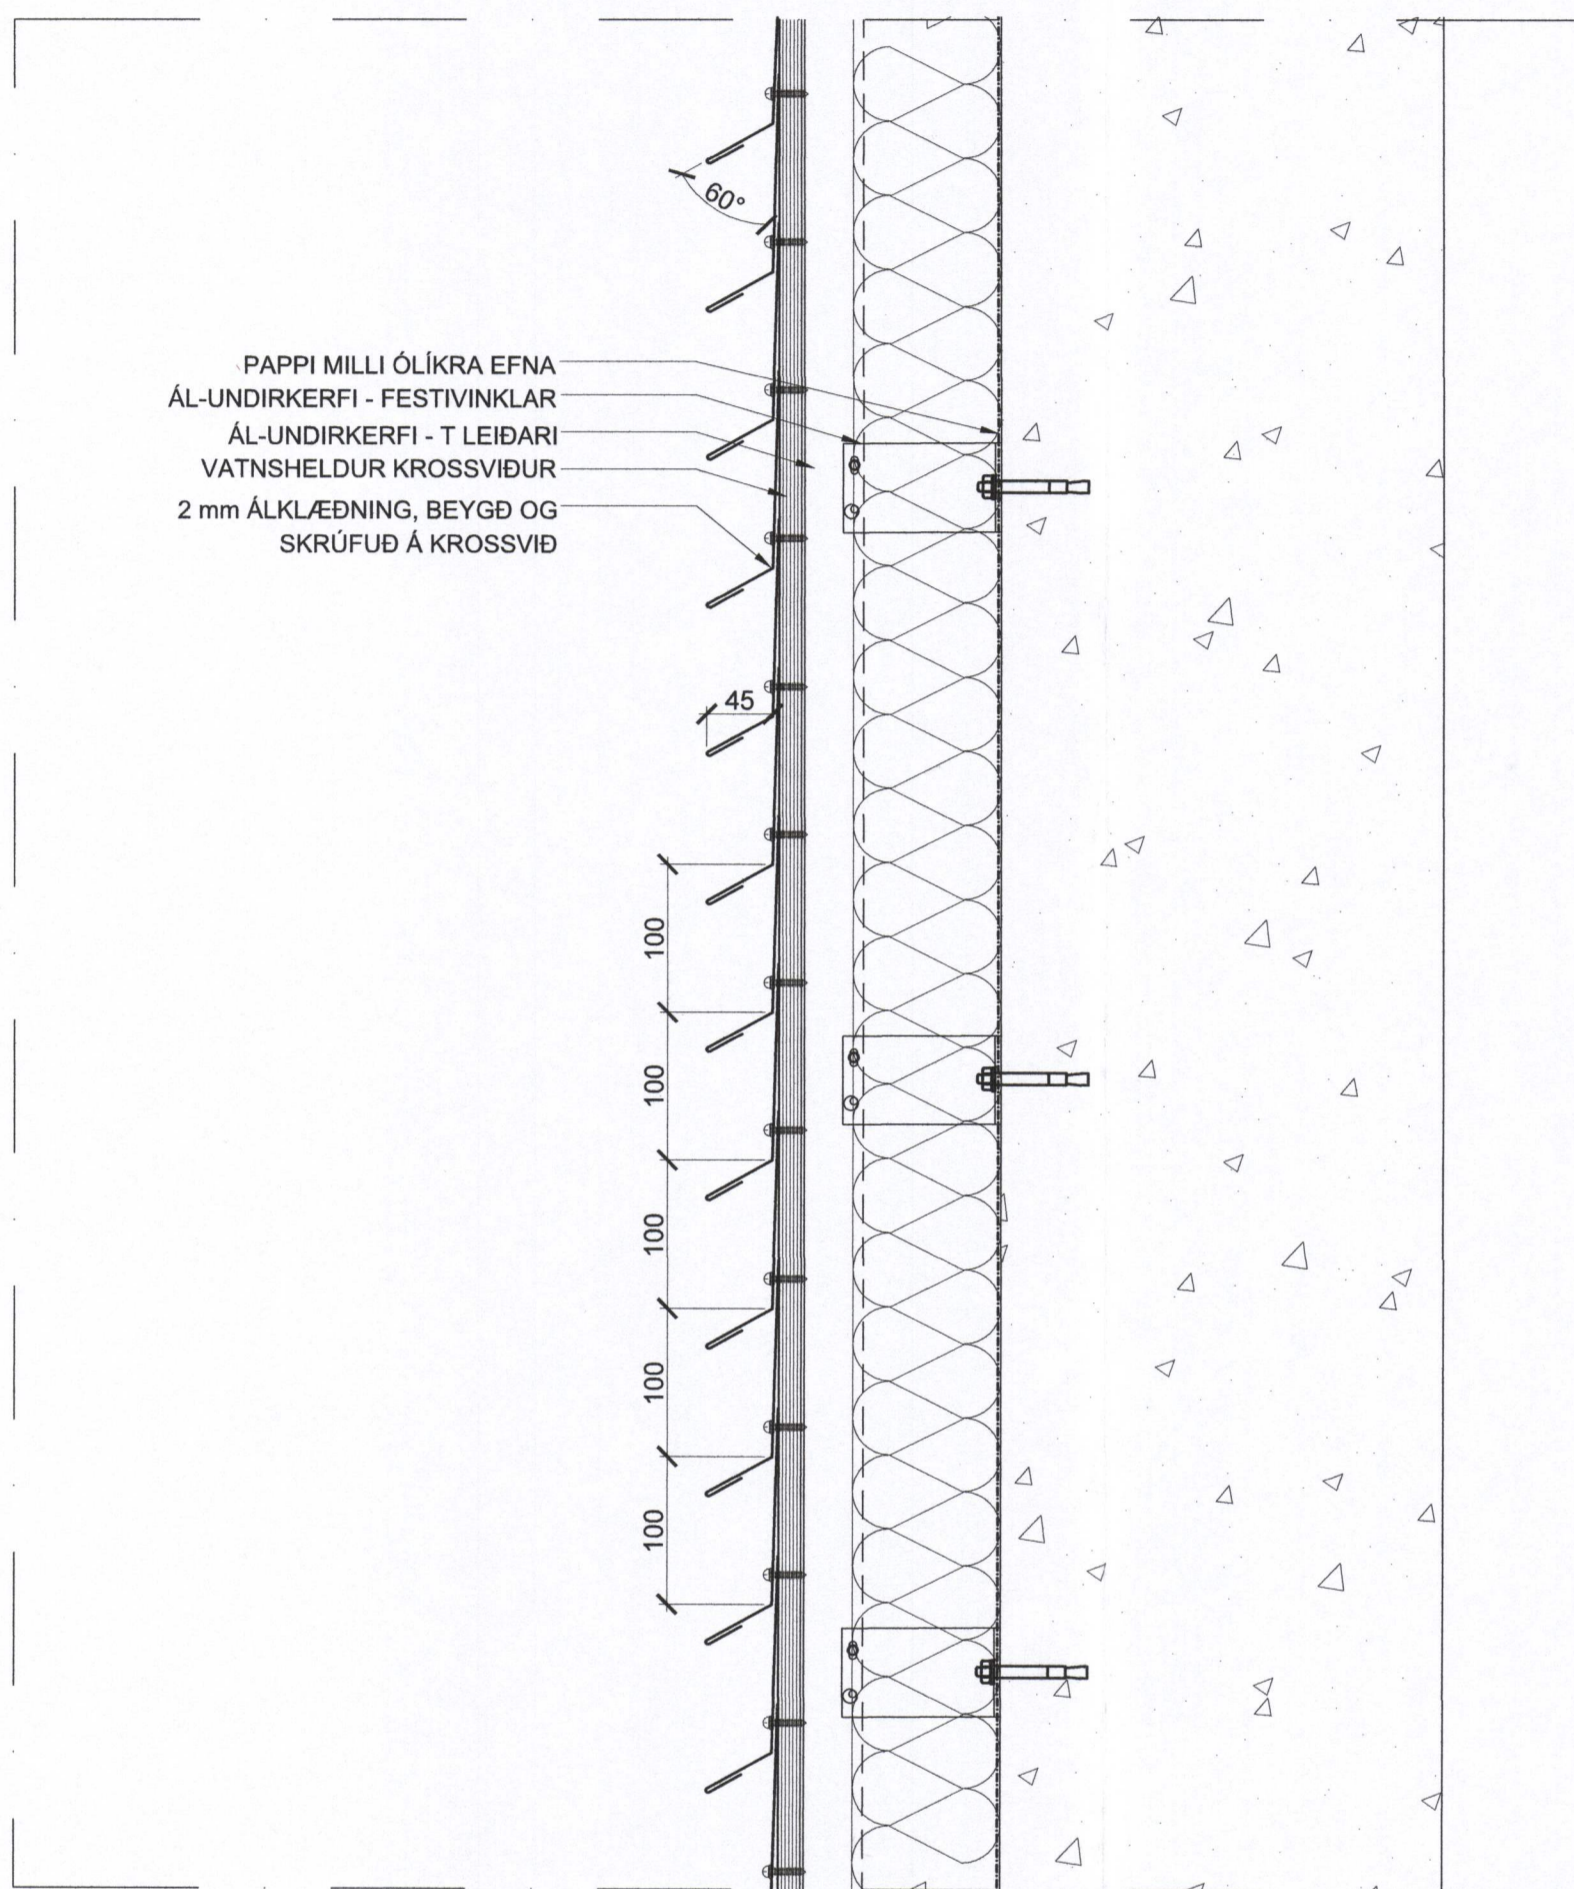 60°
PAPPI MILLI ÓLÍKRA EFNA
ÁL-UNDIRKERFI - FESTIVINKLAR
ÁL-UNDIRKERFI - T LEIÐARI
VATNSHELDUR KROSSVIÐUR
2 mm ÁLKLÆÐNING, BEYGÐ OG
SKRÚFUÐ Á KROSSVIÐ
45
100
100
100
100
100